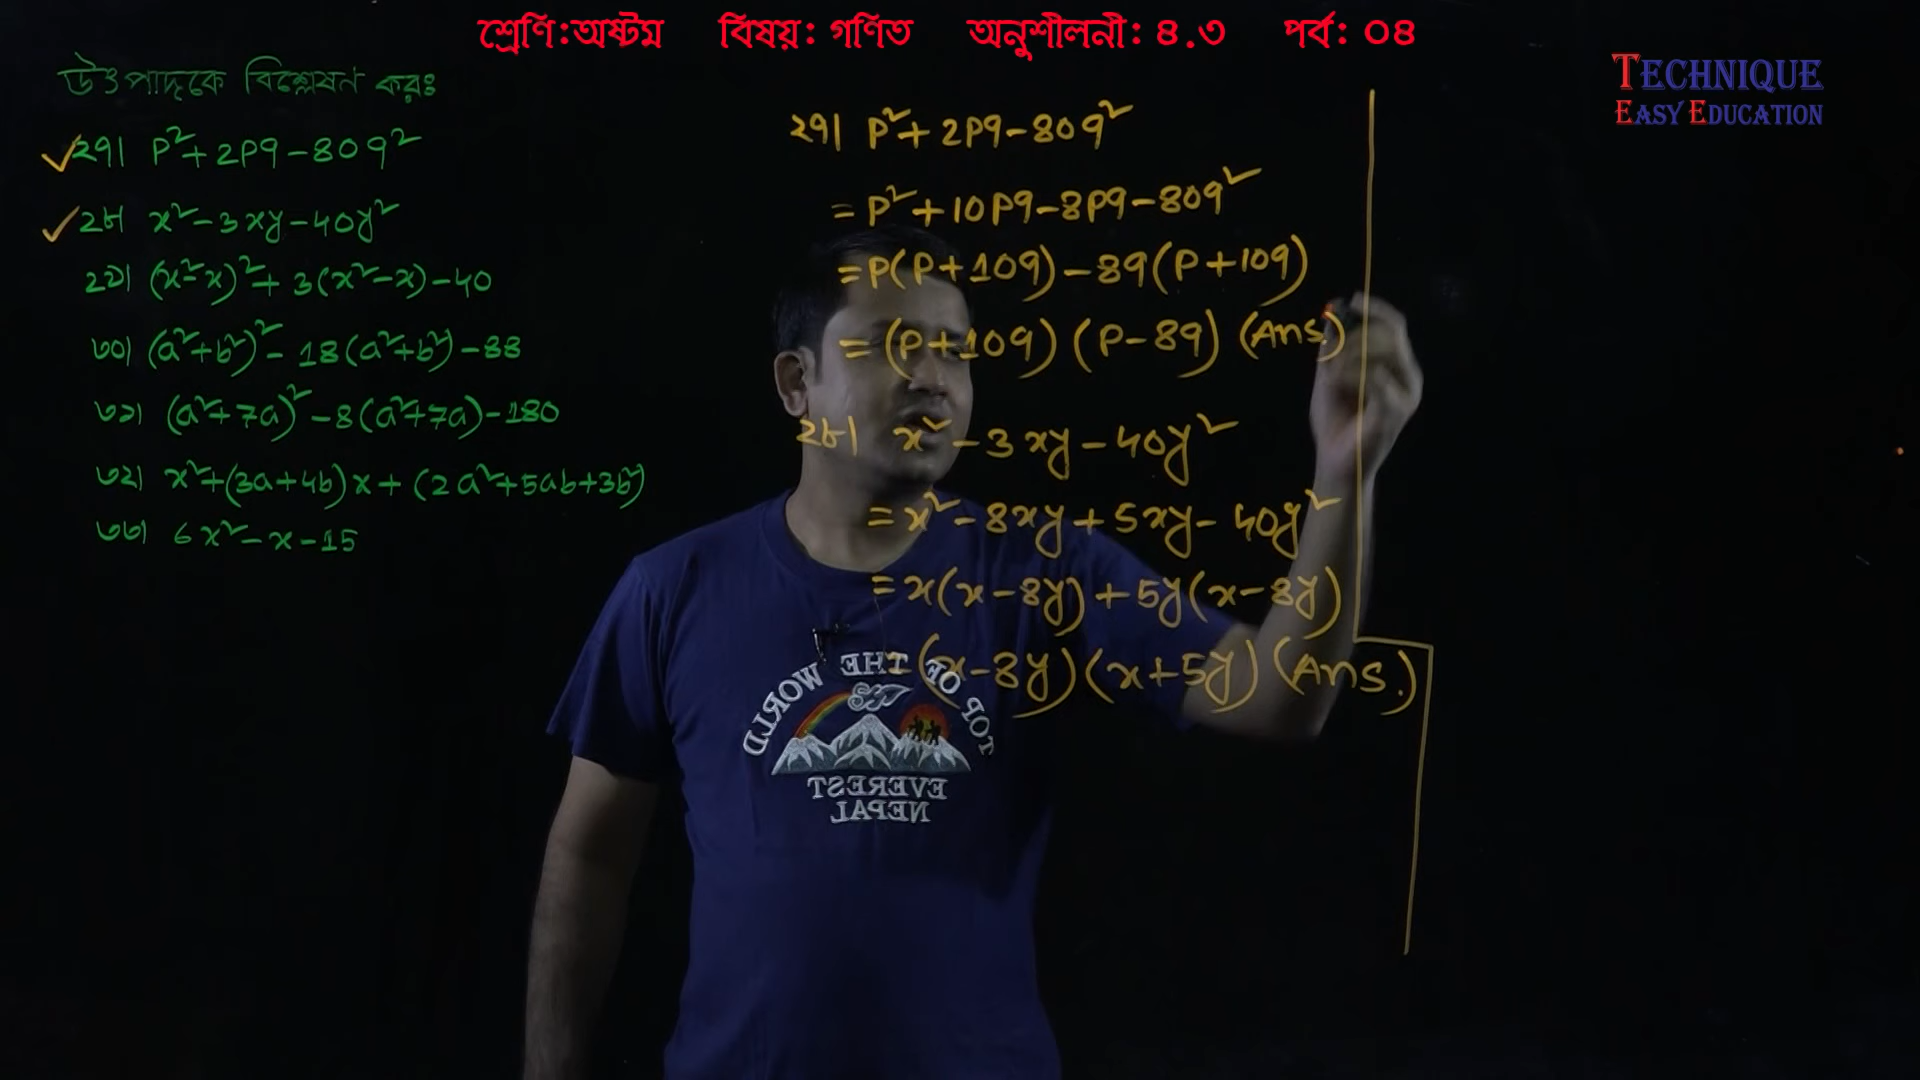 শ্রেণি:অষ্টম বিষয়: গণিত অনুশীলনী: ৪.৩ পর্ব: ০৪
TECHNIQUE
EASY EDUCATION
উৎপাদকে বিশ্লেষণ করঃ
২৭। p²+2pq-80q²
২৮। x²-3xy-40y²
২৯। (x²-x)²+3(x²-x)-40
৩০। (a²+b²)²-18(a²+b²)-88
৩১। (a²+7a)²-8(a²+7a)-180
৩২। x²+(3a+4b)x+(2a²+5ab+3b²)
৩৩। 6x²-x-15
২৭। p²+2pq-80q²
=p²+10pq-8pq-80q²
=p(p+10q)-8q(p+10q)
=(p+10q)(p-8q) (Ans.)
২৮। x²-3xy-40y²
=x²-8xy+5xy-40y²
=x(x-8y)+5y(x-8y)
=(x-8y)(x+5y) (Ans.)
TOP OF THE WORLD
EVEREST
NEPAL